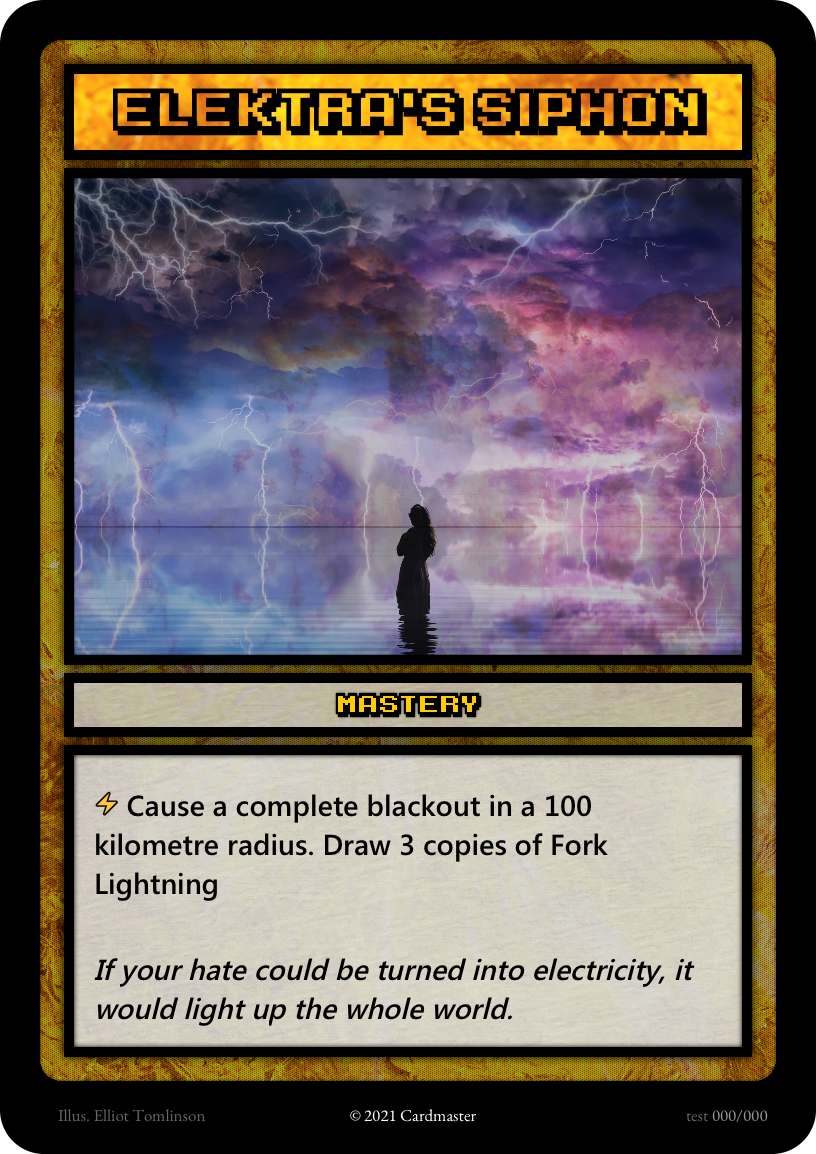 ELEKTRA'S SIPHON
MASTERY
⚡ Cause a complete blackout in a 100
kilometre radius. Draw 3 copies of Fork
Lightning
If your hate could be turned into electricity, it
would light up the whole world.
Illus. Elliot Tomlinson
© 2021 Cardmaster
test 000/000